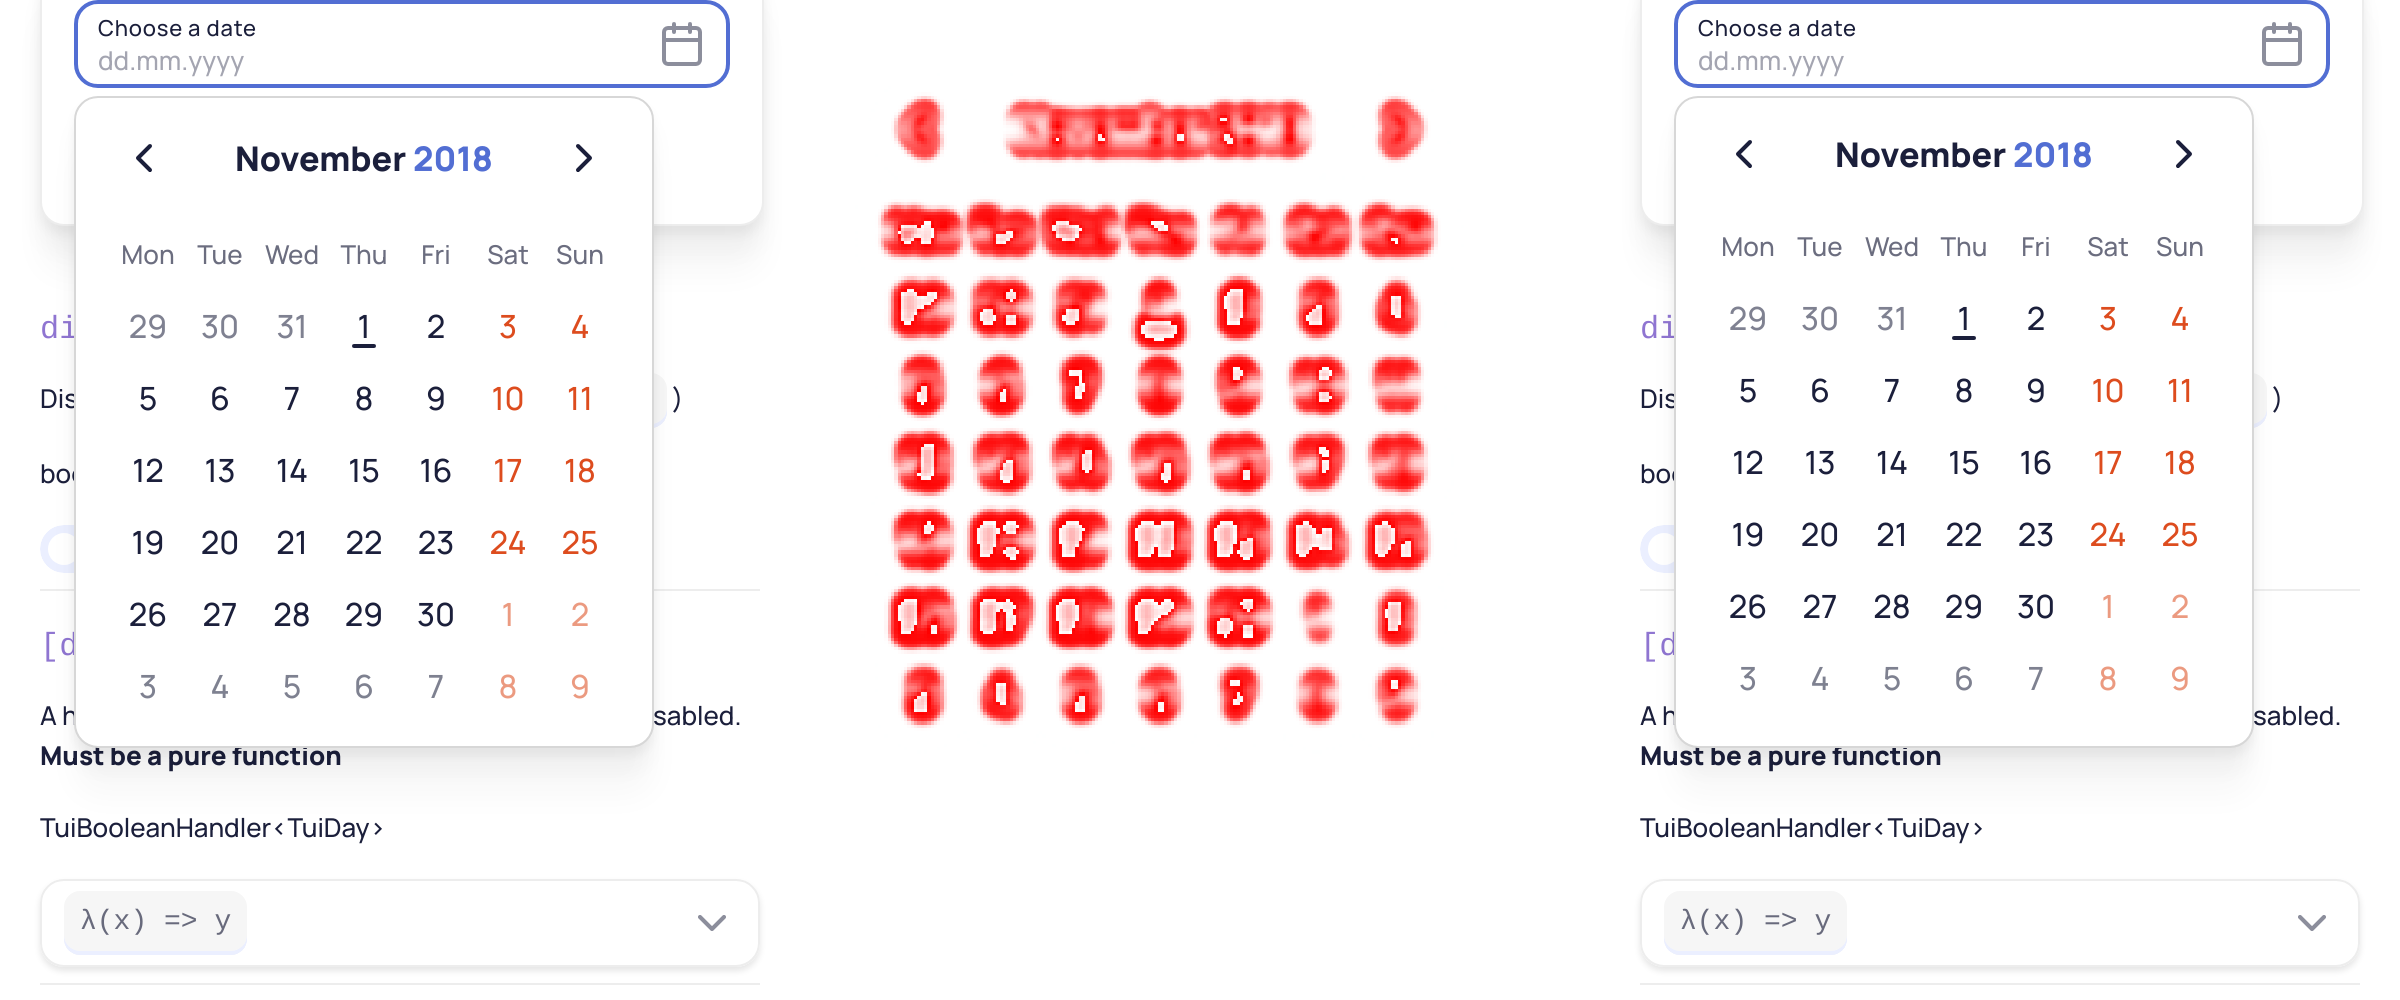 Choose a date
dd.mm.yyyy
November 2018
Mon Tue Wed Thu Fri Sat Sun
29 30 31 1 2 3 4
5 6 7 8 9 10 11
12 13 14 15 16 17 18
19 20 21 22 23 24 25
26 27 28 29 30 1 2
3 4 5 6 7 8 9
di
Dis )
boo
[d
A h sabled.
Must be a pure function
TuiBooleanHandler<TuiDay>
λ(x) => y
Choose a date
dd.mm.yyyy
November 2018
Mon Tue Wed Thu Fri Sat Sun
29 30 31 1 2 3 4
5 6 7 8 9 10 11
12 13 14 15 16 17 18
19 20 21 22 23 24 25
26 27 28 29 30 1 2
3 4 5 6 7 8 9
di
Dis )
boo
[d
A h sabled.
Must be a pure function
TuiBooleanHandler<TuiDay>
λ(x) => y